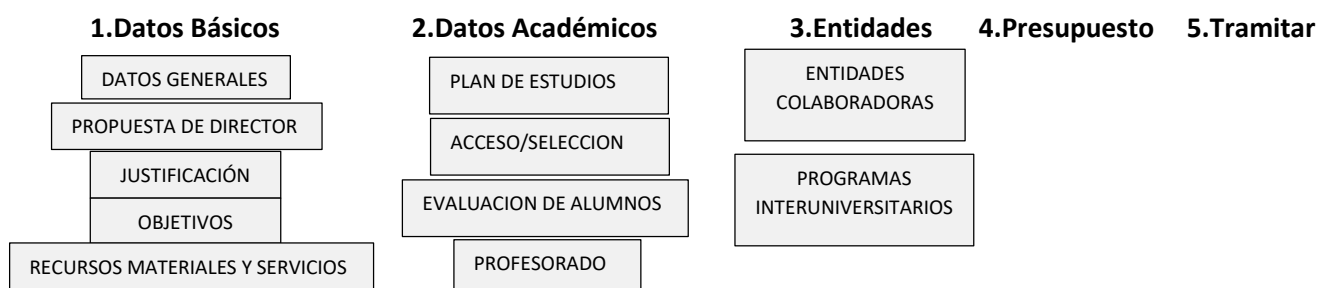 1.Datos Básicos
DATOS GENERALES
PROPUESTA DE DIRECTOR
JUSTIFICACIÓN
OBJETIVOS
RECURSOS MATERIALES Y SERVICIOS
2.Datos Académicos
PLAN DE ESTUDIOS
ACCESO/SELECCION
EVALUACION DE ALUMNOS
PROFESORADO
3.Entidades
ENTIDADES
COLABORADORAS
PROGRAMAS
INTERUNIVERSITARIOS
4.Presupuesto
5.Tramitar